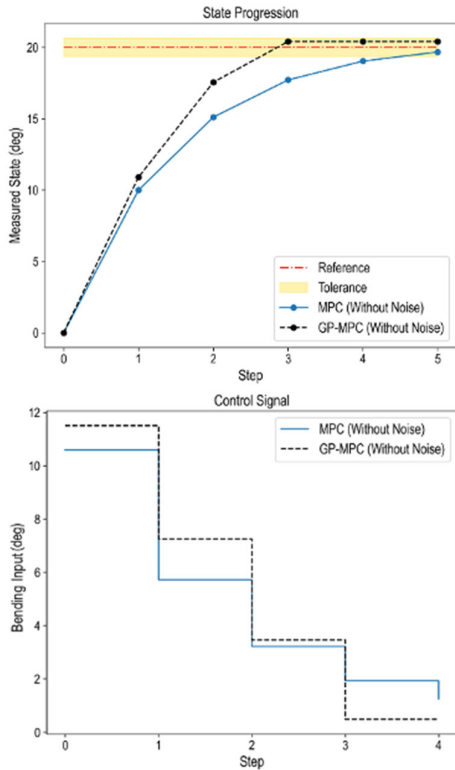 State Progression
20
15
10
5
0
Measured State (deg)
Reference
Tolerance
MPC (Without Noise)
GP-MPC (Without Noise)
0 1 2 3 4 5
Step
Control Signal
12
10
8
6
4
2
0
Bending Input (deg)
MPC (Without Noise)
GP-MPC (Without Noise)
0 1 2 3 4
Step